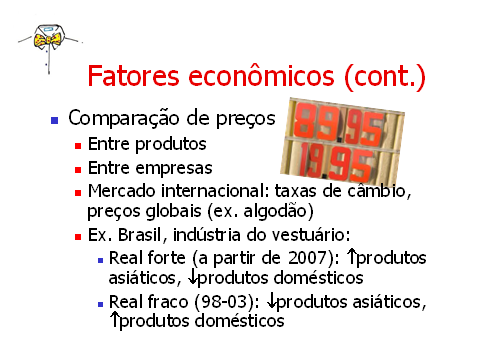 Fatores econômicos (cont.)
Comparação de preços
89.95
19.95
Entre produtos
Entre empresas
Mercado internacional: taxas de câmbio,
preços globais (ex. algodão)
Ex. Brasil, indústria do vestuário:
Real forte (a partir de 2007): ↑produtos
asiáticos, ↓produtos domésticos
Real fraco (98-03): ↓produtos asiáticos,
↑produtos domésticos